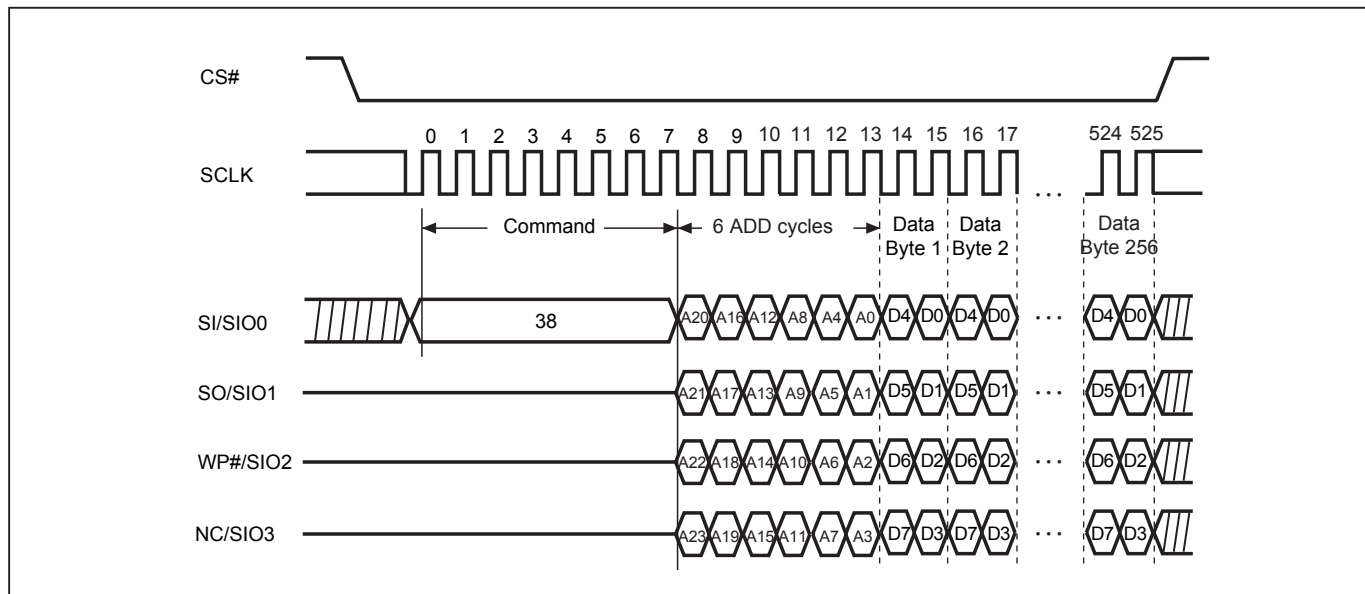 CS#
0 1 2 3 4 5 6 7 8 9 10 11 12 13 14 15 16 17 524 525
SCLK
...
Command 6 ADD cycles Data Data Data
Byte 1 Byte 2 Byte 256
SI/SIO0 38 A20 A16 A12 A8 A4 A0 D4 D0 D4 D0 ... D4 D0
SO/SIO1 A21 A17 A13 A9 A5 A1 D5 D1 D5 D1 ... D5 D1
WP#/SIO2 A22 A18 A14 A10 A6 A2 D6 D2 D6 D2 ... D6 D2
NC/SIO3 A23 A19 A15 A11 A7 A3 D7 D3 D7 D3 ... D7 D3